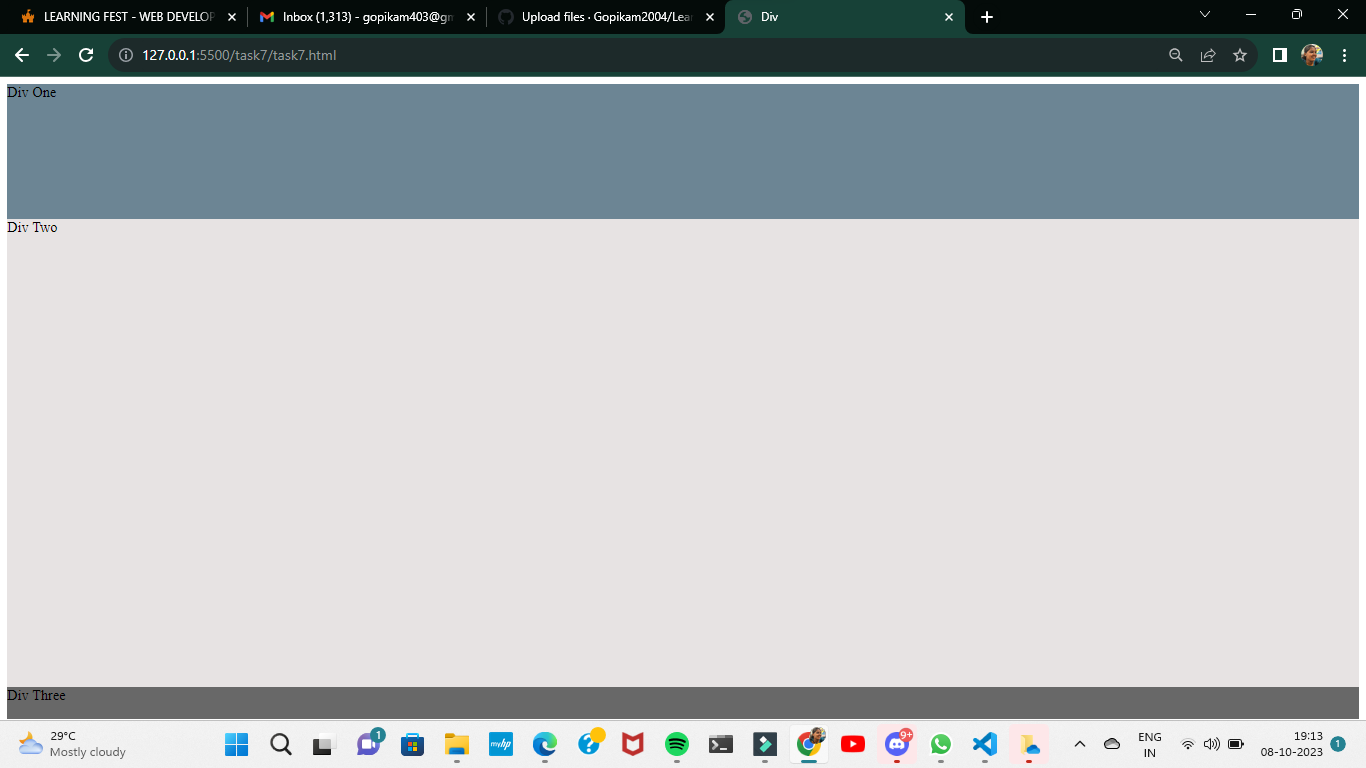 LEARNING FEST - WEB DEVELOP
Inbox (1,313) - gopikam403@gm
Upload files · Gopikam2004/Lea
Div
127.0.0.1:5500/task7/task7.html
Div One
Div Two
Div Three
29°C
Mostly cloudy
1
myhp
9+
ENG
IN
19:13
08-10-2023
1